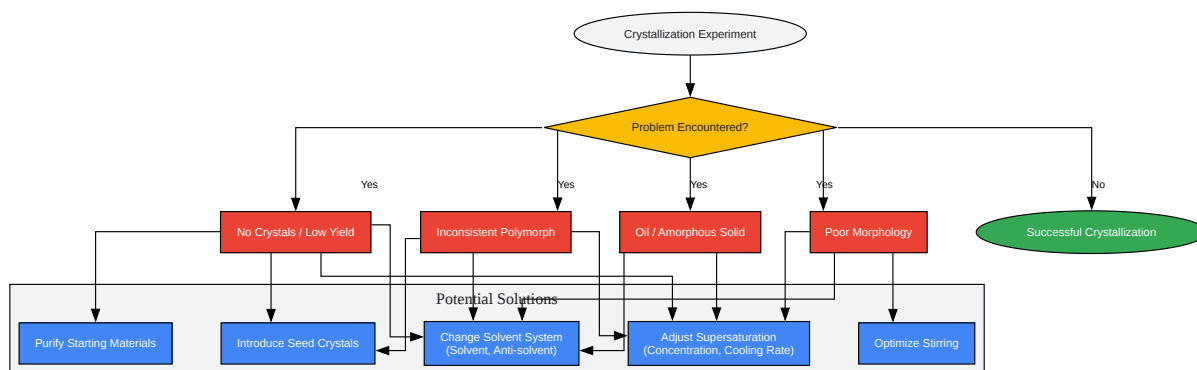 Crystallization Experiment
Problem Encountered?
Yes
Yes
Yes
Yes
No
No Crystals / Low Yield
Inconsistent Polymorph
Oil / Amorphous Solid
Poor Morphology
Successful Crystallization
Potential Solutions
Purify Starting Materials
Introduce Seed Crystals
Change Solvent System
(Solvent, Anti-solvent)
Adjust Supersaturation
(Concentration, Cooling Rate)
Optimize Stirring